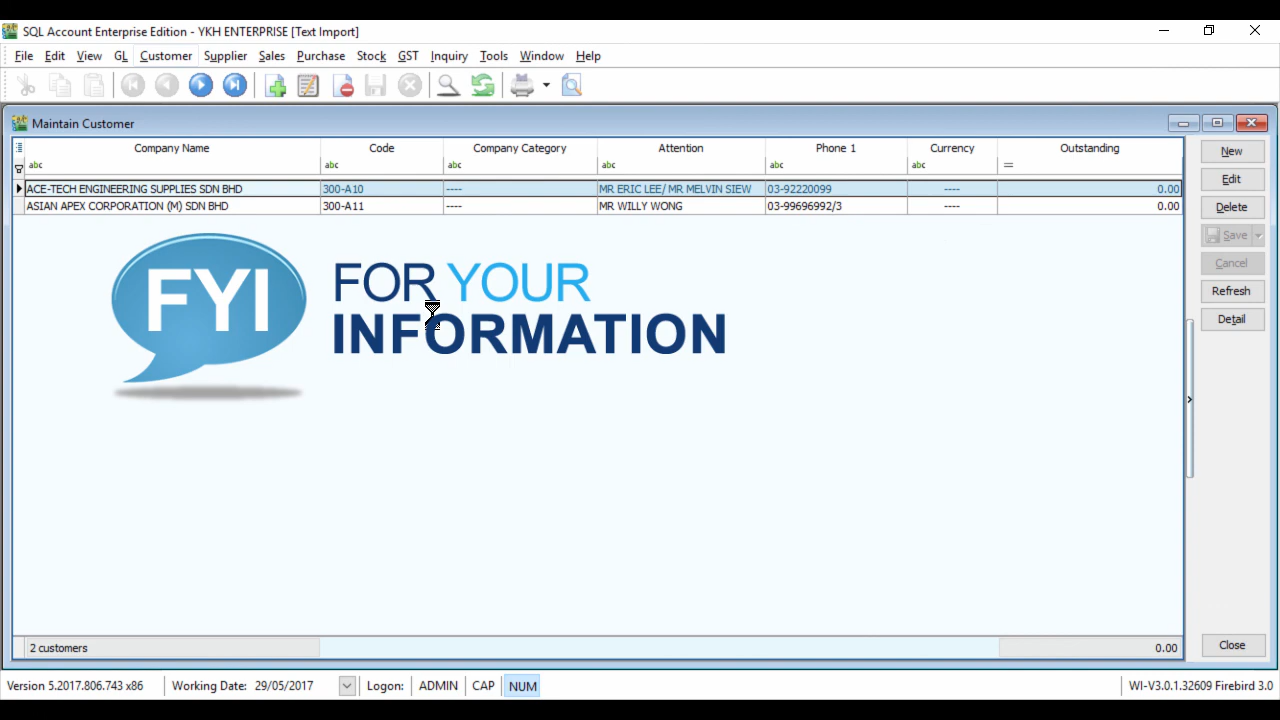 SQL Account Enterprise Edition - YKH ENTERPRISE [Text Import]
File Edit View GL Customer Supplier Sales Purchase Stock GST Inquiry Tools Window Help
Maintain Customer
Company Name Code Company Category Attention Phone 1 Currency Outstanding
abc abc abc abc abc abc =
ACE-TECH ENGINEERING SUPPLIES SDN BHD 300-A10 ---- MR ERIC LEE/ MR MELVIN SIEW 03-92220099 ---- 0.00
ASIAN APEX CORPORATION (M) SDN BHD 300-A11 ---- MR WILLY WONG 03-99696992/3 ---- 0.00
New
Edit
Delete
Save
Cancel
Refresh
Detail
FYI
FOR YOUR
INFORMATION
2 customers 0.00
Close
Version 5.2017.806.743 x86 Working Date: 29/05/2017 Logon: ADMIN CAP NUM WI-V3.0.1.32609 Firebird 3.0